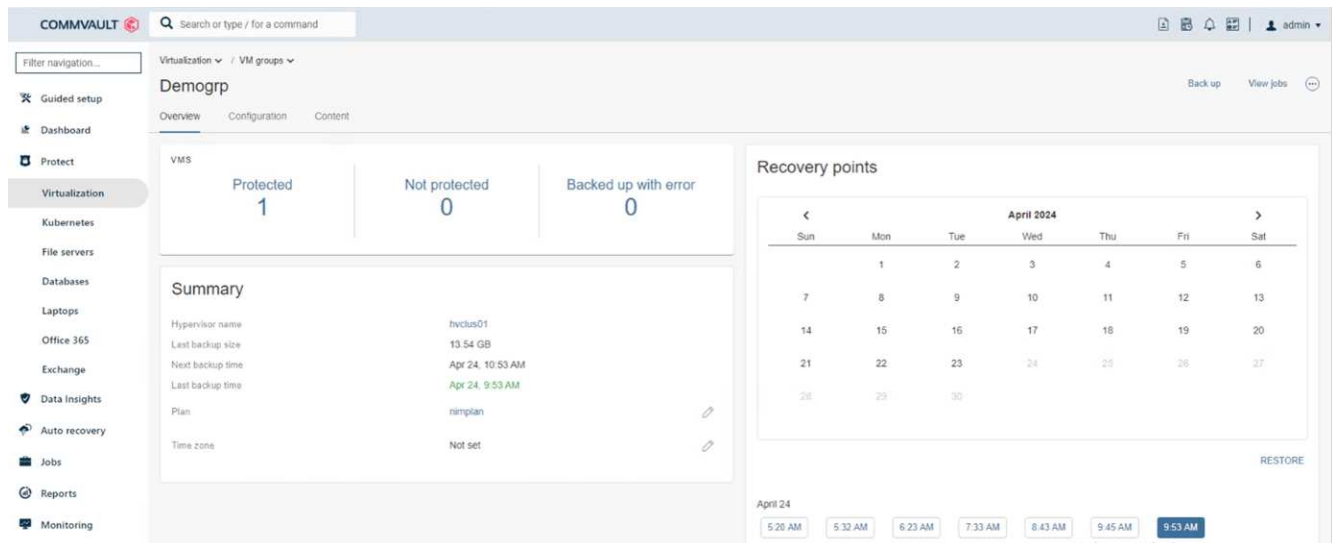 COMMVAULT
Search or type / for a command
admin
Filter navigation...
Guided setup
Dashboard
Protect
Virtualization
Kubernetes
File servers
Databases
Laptops
Office 365
Exchange
Data Insights
Auto recovery
Jobs
Reports
Monitoring
Virtualization / VM groups
Demogrp
Back up View jobs
Overview Configuration Content
VMS
Protected Not protected Backed up with error
1 0 0
Summary
Hypervisor name hvclus01
Last backup size 13.54 GB
Next backup time Apr 24, 10:53 AM
Last backup time Apr 24, 9:53 AM
Plan nimplan
Time zone Not set
Recovery points
April 2024
Sun Mon Tue Wed Thu Fri Sat
1 2 3 4 5 6
7 8 9 10 11 12 13
14 15 16 17 18 19 20
21 22 23 24 25 26 27
28 29 30
RESTORE
April 24
5:20 AM 5:32 AM 6:23 AM 7:33 AM 8:43 AM 9:45 AM 9:53 AM